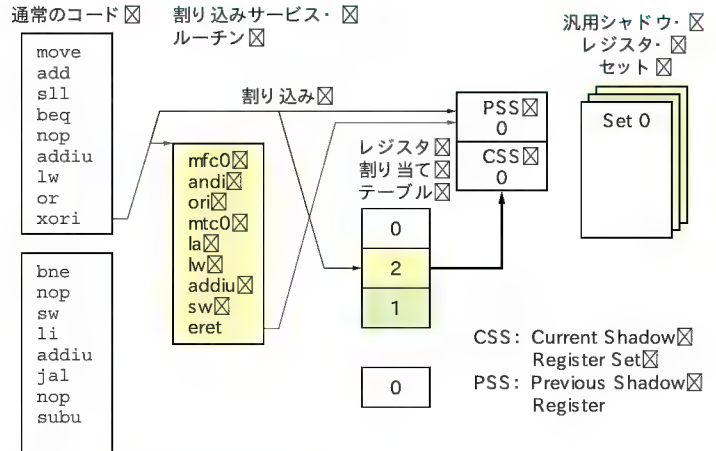 通常のコード
move
add
sll
beq
nop
addiu
lw
or
xori
bne
nop
sw
li
addiu
jal
nop
subu
割り込みサービス・
ルーチン
mfc0
andi
ori
mtc0
la
lw
addiu
sw
eret
割り込み
レジスタ
割り当て
テーブル
0
2
1
0
PSS
0
CSS
0
汎用シャドウ・
レジスタ・
セット
Set 0
CSS: Current Shadow
Register Set
PSS: Previous Shadow
Register